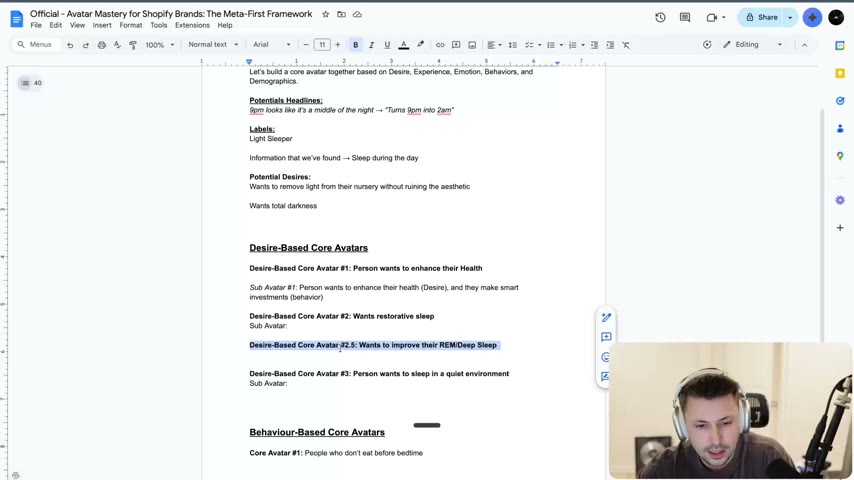 Official - Avatar Mastery for Shopify Brands: The Meta-First Framework
File Edit View Insert Format Tools Extensions
Share
Menus
100%
Normal text
Arial
11
B I U A
Editing
1 1 2 3 4 5 6 7
40
Let's build a core avatar together based on Desire, Experience, Emotion, Behaviors, and
Demographics.
Potentials Headlines:
9pm looks like it's a middle of the night → "Turns 9pm into 2am"
Labels:
Light Sleeper
Information that we've found → Sleep during the day
Potential Desires:
Wants to remove light from their nursery without ruining the aesthetic
Wants total darkness
Desire-Based Core Avatars
Desire-Based Core Avatar #1: Person wants to enhance their Health
Sub Avatar #1: Person wants to enhance their health (Desire), and they make smart
investments (behavior)
Desire-Based Core Avatar #2: Wants restorative sleep
Sub Avatar:
Desire-Based Core Avatar #2.5: Wants to improve their REM/Deep Sleep
Desire-Based Core Avatar #3: Person wants to sleep in a quiet environment
Sub Avatar:
Behaviour-Based Core Avatars
Core Avatar #1: People who don't eat before bedtime